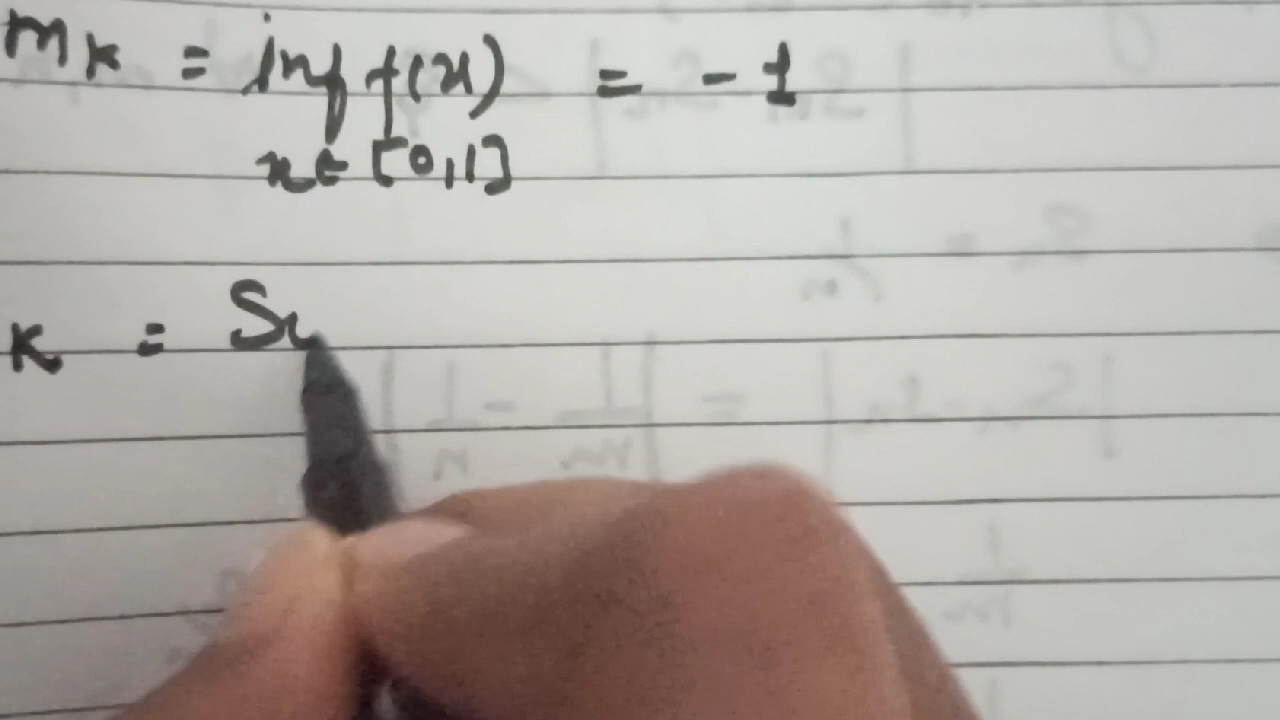 mk = inf f(x) = -1
x∈[0,1]
k = Su